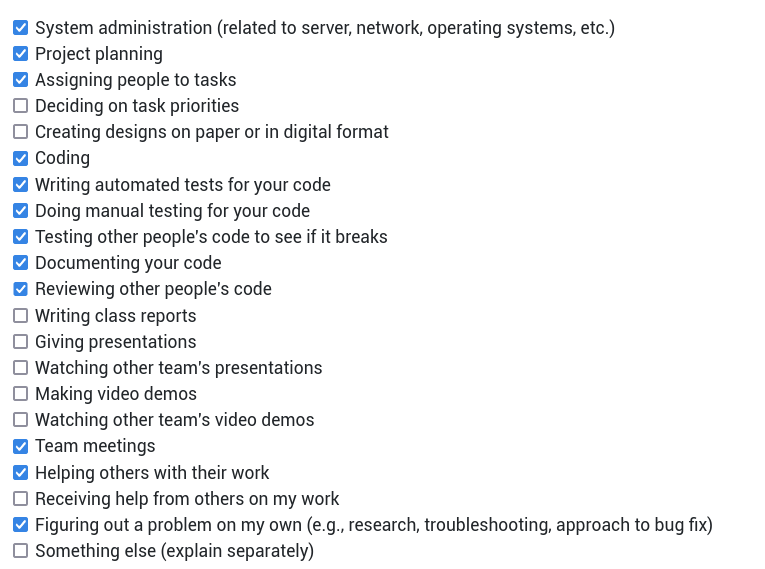 System administration (related to server, network, operating systems, etc.)
Project planning
Assigning people to tasks
Deciding on task priorities
Creating designs on paper or in digital format
Coding
Writing automated tests for your code
Doing manual testing for your code
Testing other people's code to see if it breaks
Documenting your code
Reviewing other people's code
Writing class reports
Giving presentations
Watching other team's presentations
Making video demos
Watching other team's video demos
Team meetings
Helping others with their work
Receiving help from others on my work
Figuring out a problem on my own (e.g., research, troubleshooting, approach to bug fix)
Something else (explain separately)